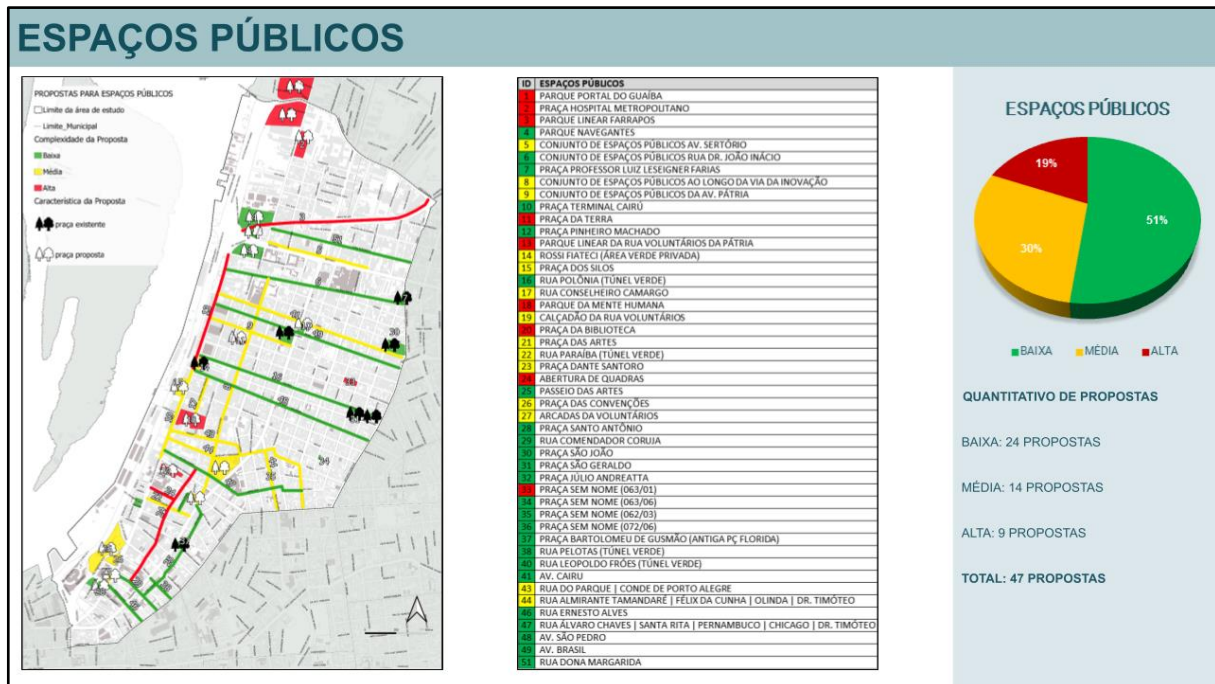 ESPAÇOS PÚBLICOS
PROPOSTAS PARA ESPAÇOS PÚBLICOS
Limite da área de estudo
Limite_Municipal
Complexidade da Proposta
Baixa
Média
Alta
Característica da Proposta
praça existente
praça proposta
ID ESPAÇOS PÚBLICOS
1 PARQUE PORTAL DO GUAÍBA
2 PRAÇA HOSPITAL METROPOLITANO
3 PARQUE LINEAR FARRAPOS
4 PARQUE NAVEGANTES
5 CONJUNTO DE ESPAÇOS PÚBLICOS AV. SERTÓRIO
6 CONJUNTO DE ESPAÇOS PÚBLICOS RUA DR. JOÃO INÁCIO
7 PRAÇA PROFESSOR LUIZ LESEIGNER FARIAS
8 CONJUNTO DE ESPAÇOS PÚBLICOS AO LONGO DA VIA DA INOVAÇÃO
9 CONJUNTO DE ESPAÇOS PÚBLICOS DA AV. PÁTRIA
10 PRAÇA TERMINAL CAIRÚ
11 PRAÇA DA TERRA
12 PRAÇA PINHEIRO MACHADO
13 PARQUE LINEAR DA RUA VOLUNTÁRIOS DA PÁTRIA
14 ROSSI FIATECI (ÁREA VERDE PRIVADA)
15 PRAÇA DOS SILOS
16 RUA POLÔNIA (TÚNEL VERDE)
17 RUA CONSELHEIRO CAMARGO
18 PARQUE DA MENTE HUMANA
19 CALÇADÃO DA RUA VOLUNTÁRIOS
20 PRAÇA DA BIBLIOTECA
21 PRAÇA DAS ARTES
22 RUA PARAÍBA (TÚNEL VERDE)
23 PRAÇA DANTE SANTORO
24 ABERTURA DE QUADRAS
25 PASSEIO DAS ARTES
26 PRAÇA DAS CONVENÇÕES
27 ARCADAS DA VOLUNTÁRIOS
28 PRAÇA SANTO ANTÔNIO
29 RUA COMENDADOR CORUJA
30 PRAÇA SÃO JOÃO
31 PRAÇA SÃO GERALDO
32 PRAÇA JÚLIO ANDREATTA
33 PRAÇA SEM NOME (063/01)
34 PRAÇA SEM NOME (063/06)
35 PRAÇA SEM NOME (062/03)
36 PRAÇA SEM NOME (072/06)
37 PRAÇA BARTOLOMEU DE GUSMÃO (ANTIGA PÇ FLORIDA)
38 RUA PELOTAS (TÚNEL VERDE)
40 RUA LEOPOLDO FRÓES (TÚNEL VERDE)
41 AV. CAIRU
43 RUA DO PARQUE | CONDE DE PORTO ALEGRE
44 RUA ALMIRANTE TAMANDARÉ | FÉLIX DA CUNHA | OLINDA | DR. TIMÓTEO
46 RUA ERNESTO ALVES
47 RUA ÁLVARO CHAVES | SANTA RITA | PERNAMBUCO | CHICAGO | DR. TIMÓTEO
48 AV. SÃO PEDRO
49 AV. BRASIL
51 RUA DONA MARGARIDA
ESPAÇOS PÚBLICOS
19%
51%
30%
BAIXA MÉDIA ALTA
QUANTITATIVO DE PROPOSTAS
BAIXA: 24 PROPOSTAS
MÉDIA: 14 PROPOSTAS
ALTA: 9 PROPOSTAS
TOTAL: 47 PROPOSTAS